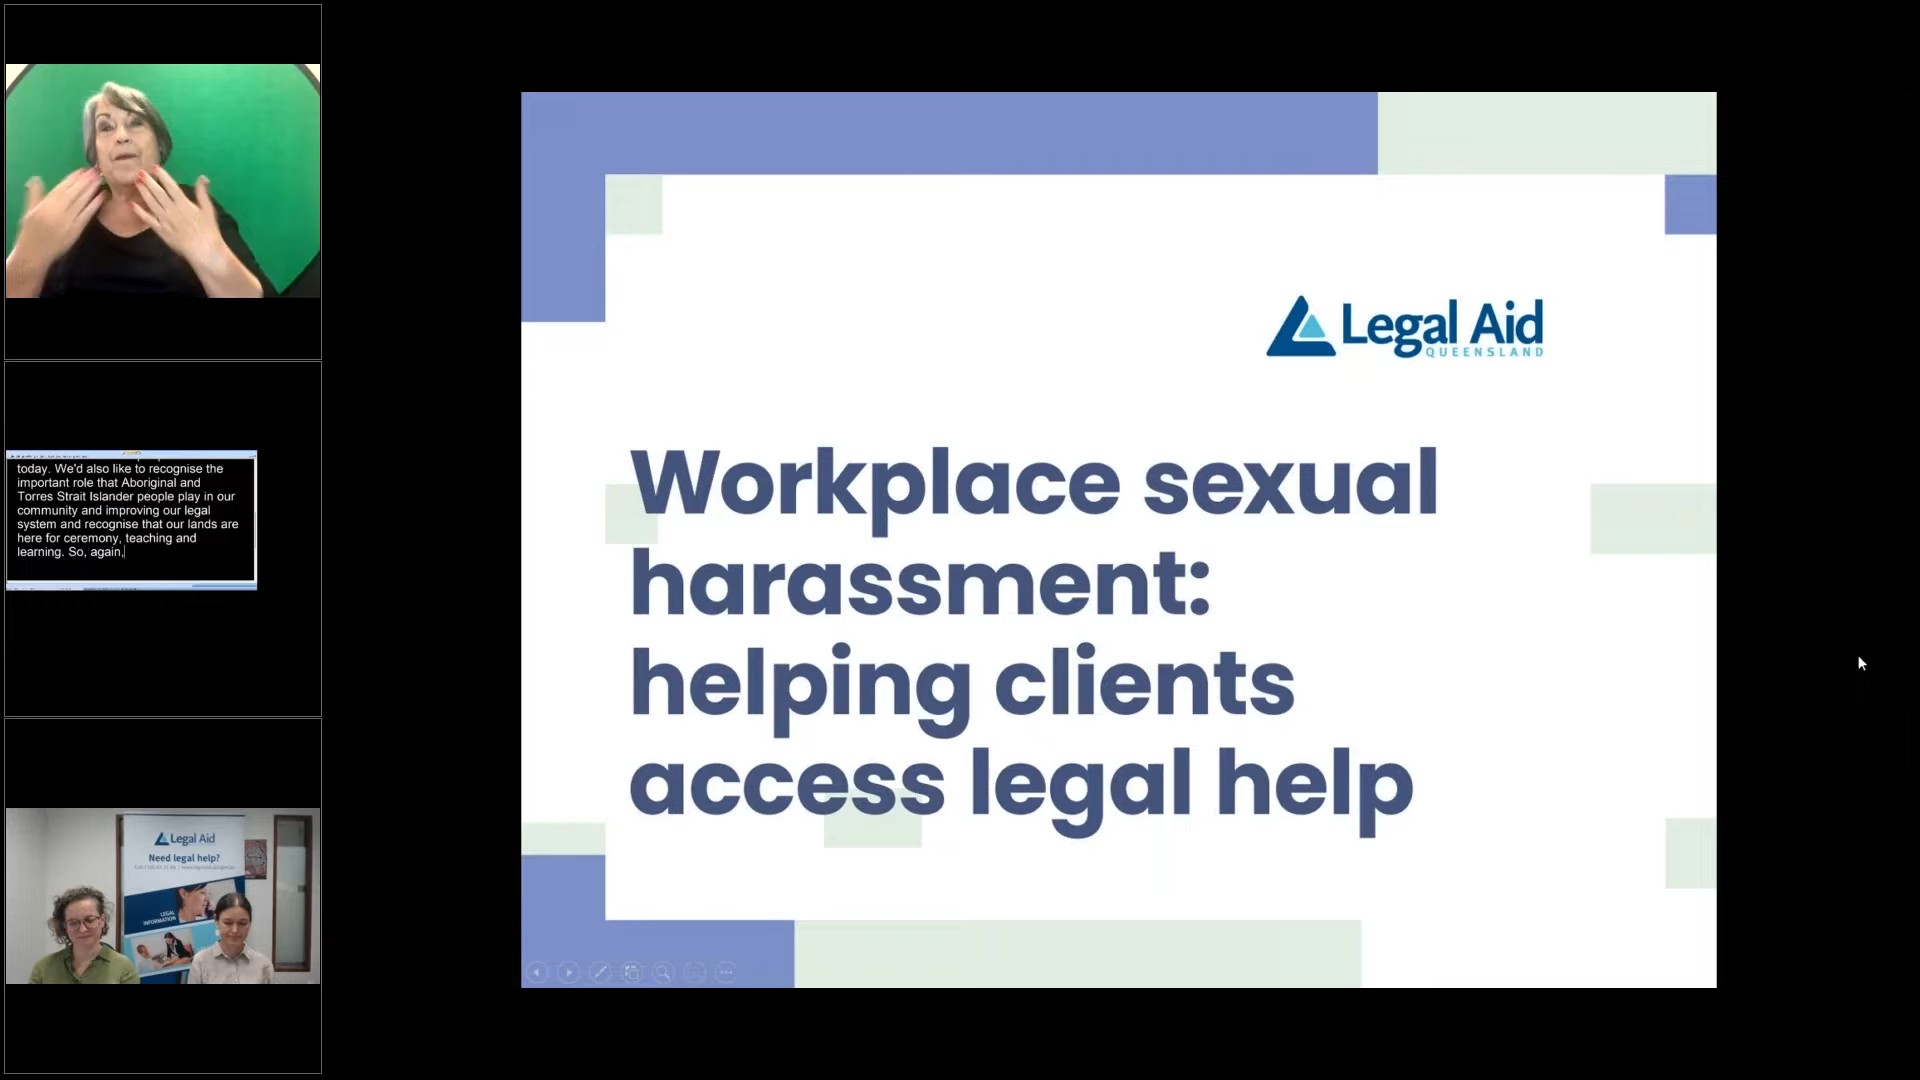 today. We'd also like to recognise the
important role that Aboriginal and
Torres Strait Islander people play in our
community and improving our legal
system and recognise that our lands are
here for ceremony, teaching and
learning. So, again,
Legal Aid
Need legal help?
LEGAL
INFORMATION
Legal Aid
QUEENSLAND
Workplace sexual
harassment:
helping clients
access legal help